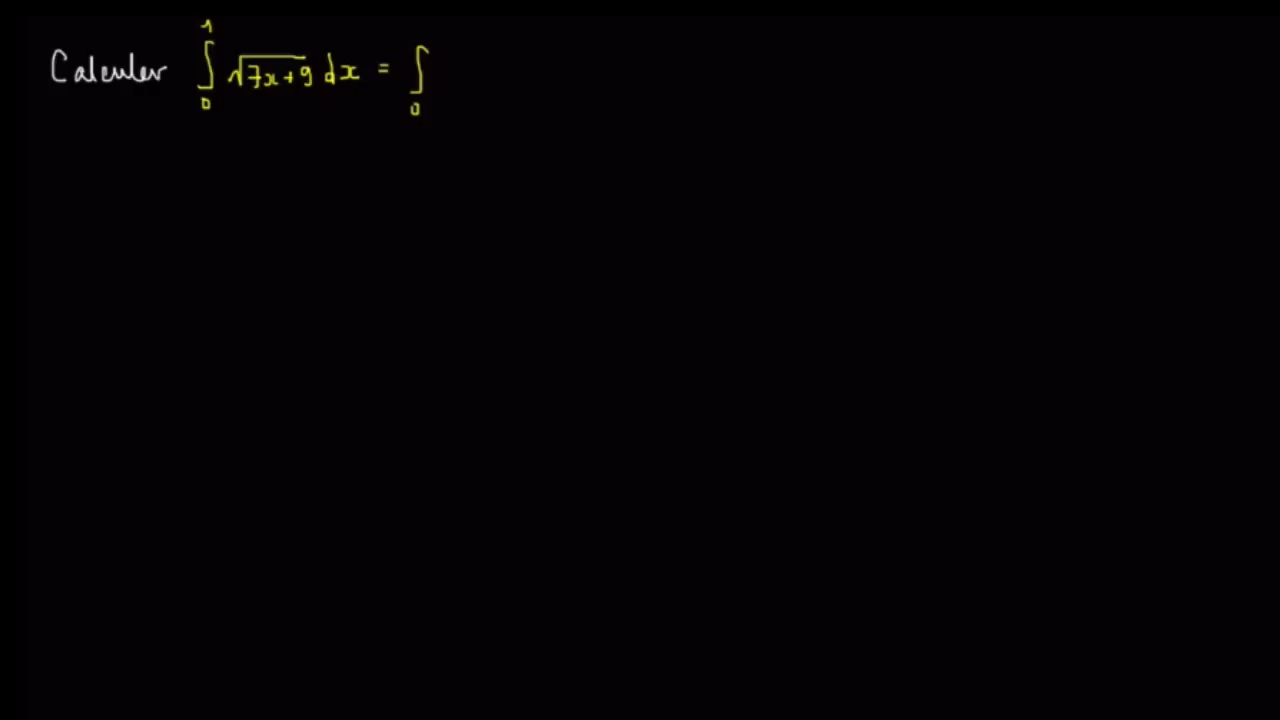 Calculer ∫₀¹ √(7x+9) dx = ∫₀